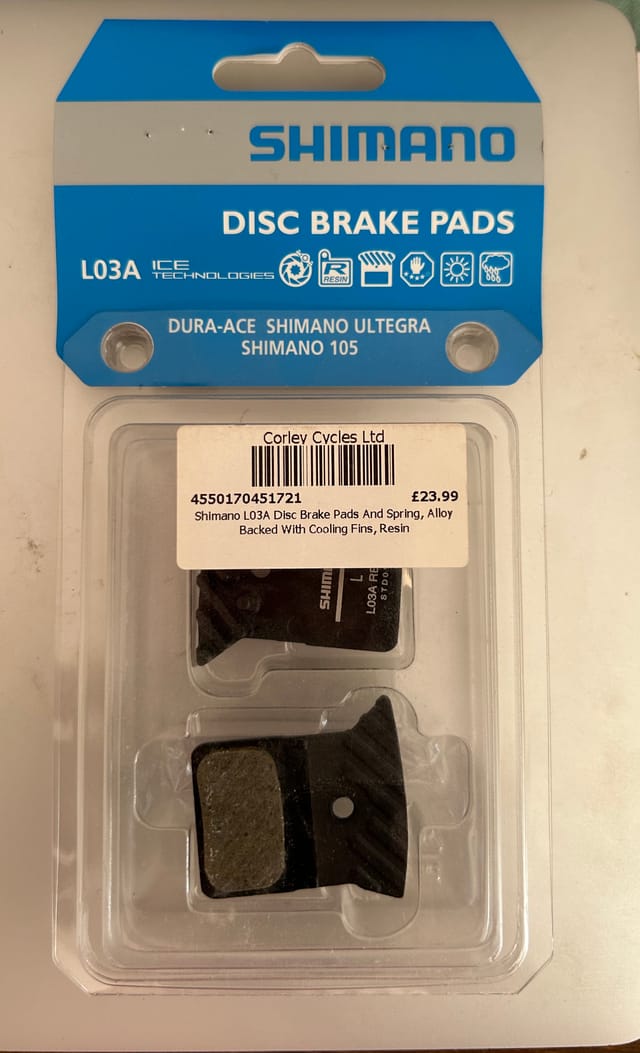 SHIMANO
DISC BRAKE PADS
L03A ICE TECHNOLOGIES
R
RESIN
DURA-ACE SHIMANO ULTEGRA
SHIMANO 105
Corley Cycles Ltd
4550170451721 £23.99
Shimano L03A Disc Brake Pads And Spring, Alloy
Backed With Cooling Fins, Resin
L
L03A RE